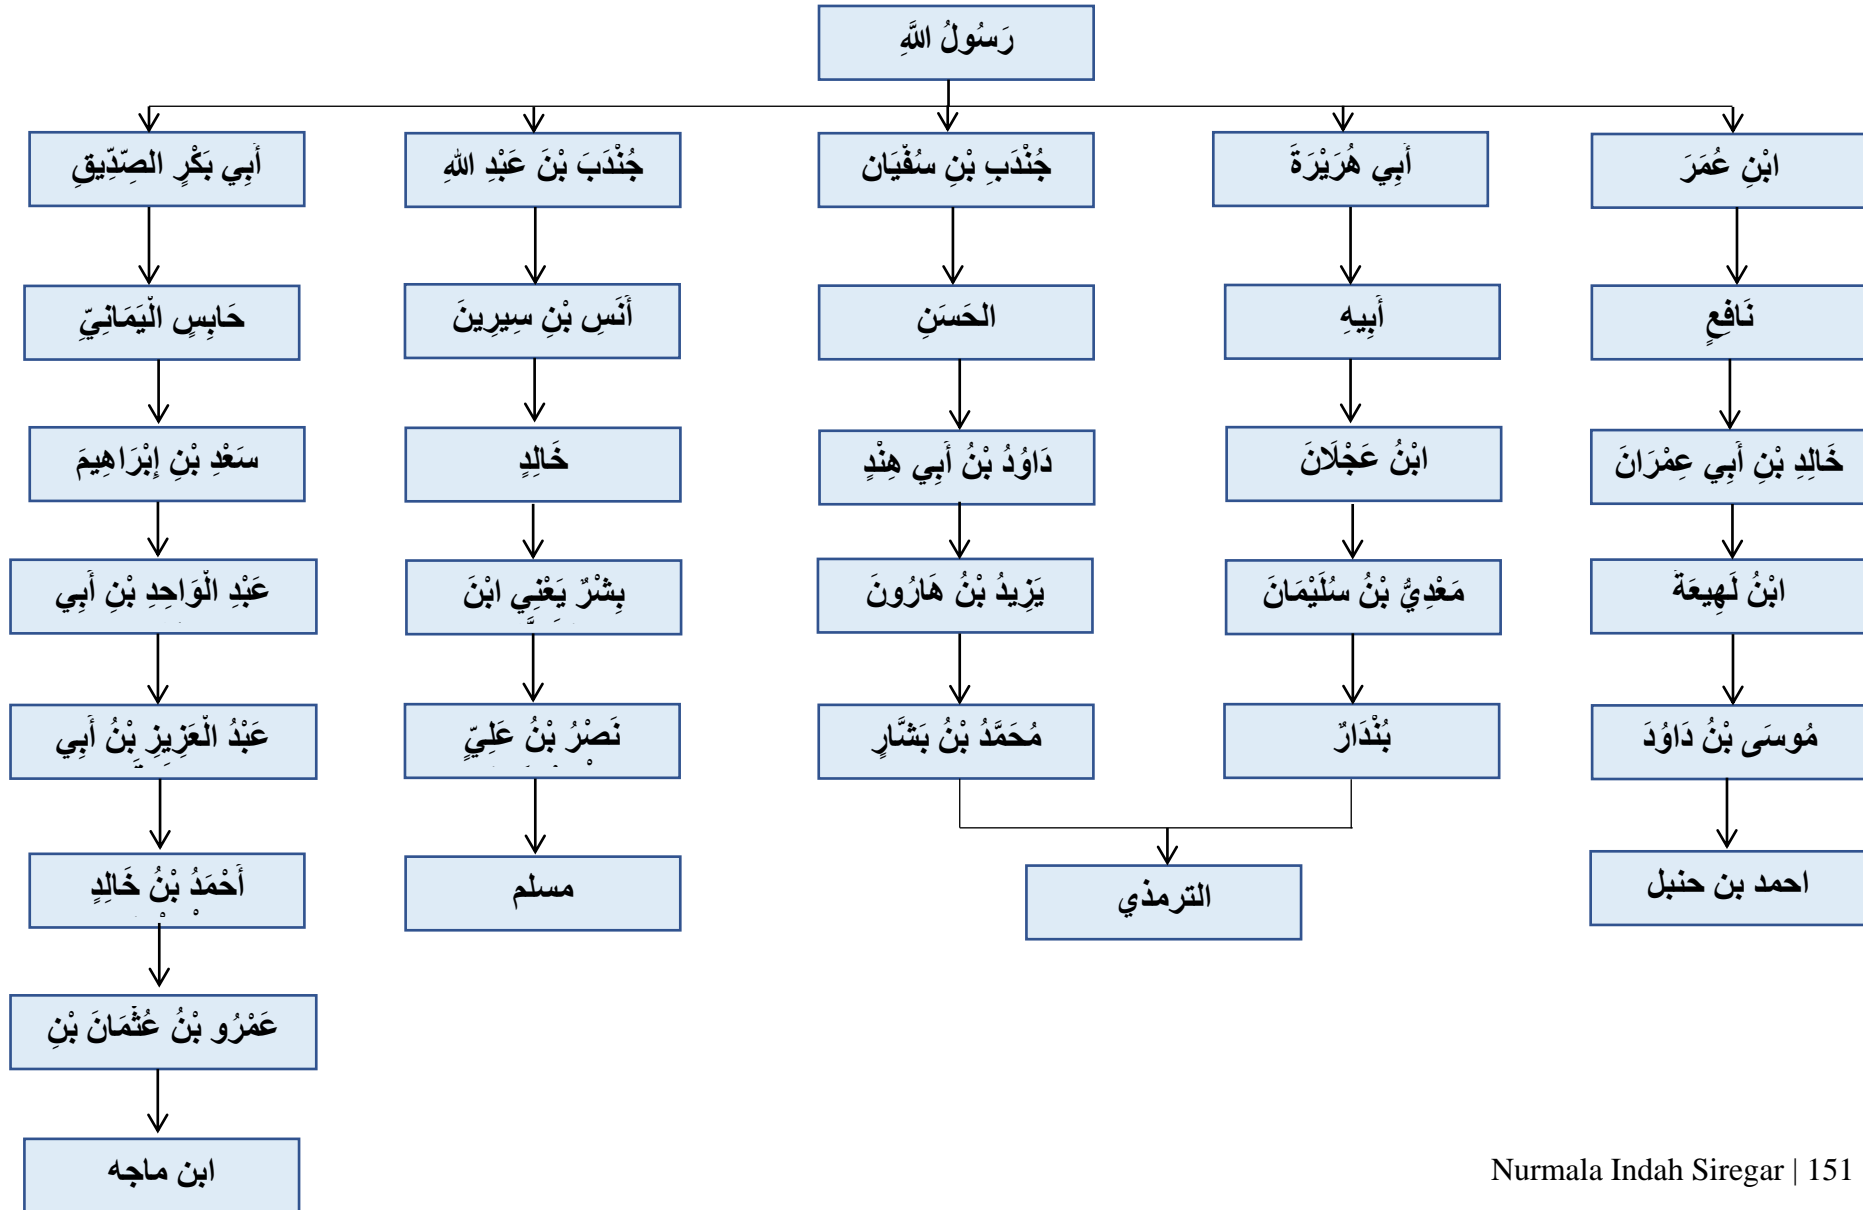 رَسُولُ اللَّهِ
ابْنِ عُمَرَ
أَبِي هُرَيْرَةَ
جُنْدَبِ بْنِ سُفْيَان
جُنْدَبَ بْنَ عَبْدِ اللهِ
أَبِي بَكْرٍ الصِّدِّيقِ
نَافِعٍ
أَبِيهِ
الحَسَنِ
أَنَسِ بْنِ سِيرِينَ
حَابِسٍ الْيَمَانِيِّ
خَالِدِ بْنِ أَبِي عِمْرَانَ
ابْنُ عَجْلَانَ
دَاوُدُ بْنُ أَبِي هِنْدٍ
خَالِدٍ
سَعْدِ بْنِ إِبْرَاهِيمَ
ابْنُ لَهِيعَةَ
مَعْدِيُّ بْنُ سُلَيْمَانَ
يَزِيدُ بْنُ هَارُونَ
بِشْرٌ يَعْنِي ابْنَ
عَبْدِ الْوَاحِدِ بْنِ أَبِي
مُوسَى بْنُ دَاوُدَ
بُنْدَارٌ
مُحَمَّدُ بْنُ بَشَّارٍ
نَصْرُ بْنُ عَلِيٍّ
عَبْدُ الْعَزِيزِ بْنُ أَبِي
احمد بن حنبل
الترمذي
مسلم
أَحْمَدُ بْنُ خَالِدٍ
عَمْرُو بْنُ عُثْمَانَ بْنِ
ابن ماجه
Nurmala Indah Siregar | 151